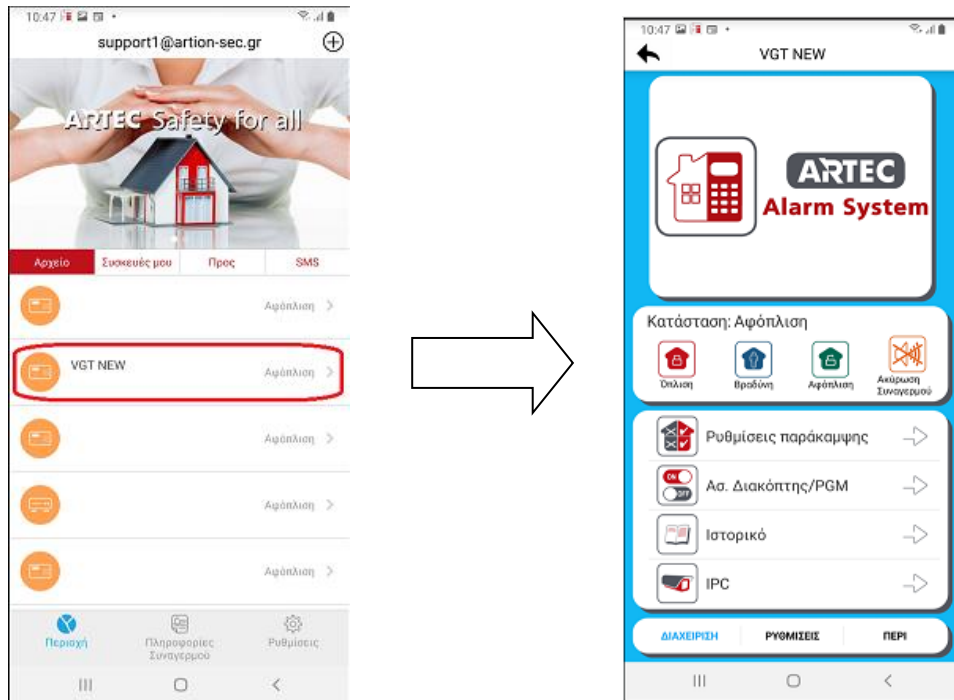 10:47
support1@artion-sec.gr
ARTEC Safety for all
Αρχείο Συσκευές μου Προς SMS
Αφόπλιση
VGT NEW
Αφόπλιση
Αφόπλιση
Αφόπλιση
Αφόπλιση
Περιοχή Πληροφορίες Συναγερμού Ρυθμίσεις
10:47
VGT NEW
ARTEC
Alarm System
Κατάσταση: Αφόπλιση
Όπλιση Βραδύνη Αφόπλιση Ακύρωση Συναγερμού
Ρυθμίσεις παράκαμψης
ON
OFF
Ασ. Διακόπτης/PGM
Ιστορικό
IPC
ΔΙΑΧΕΙΡΙΣΗ ΡΥΘΜΙΣΕΙΣ ΠΕΡΙ